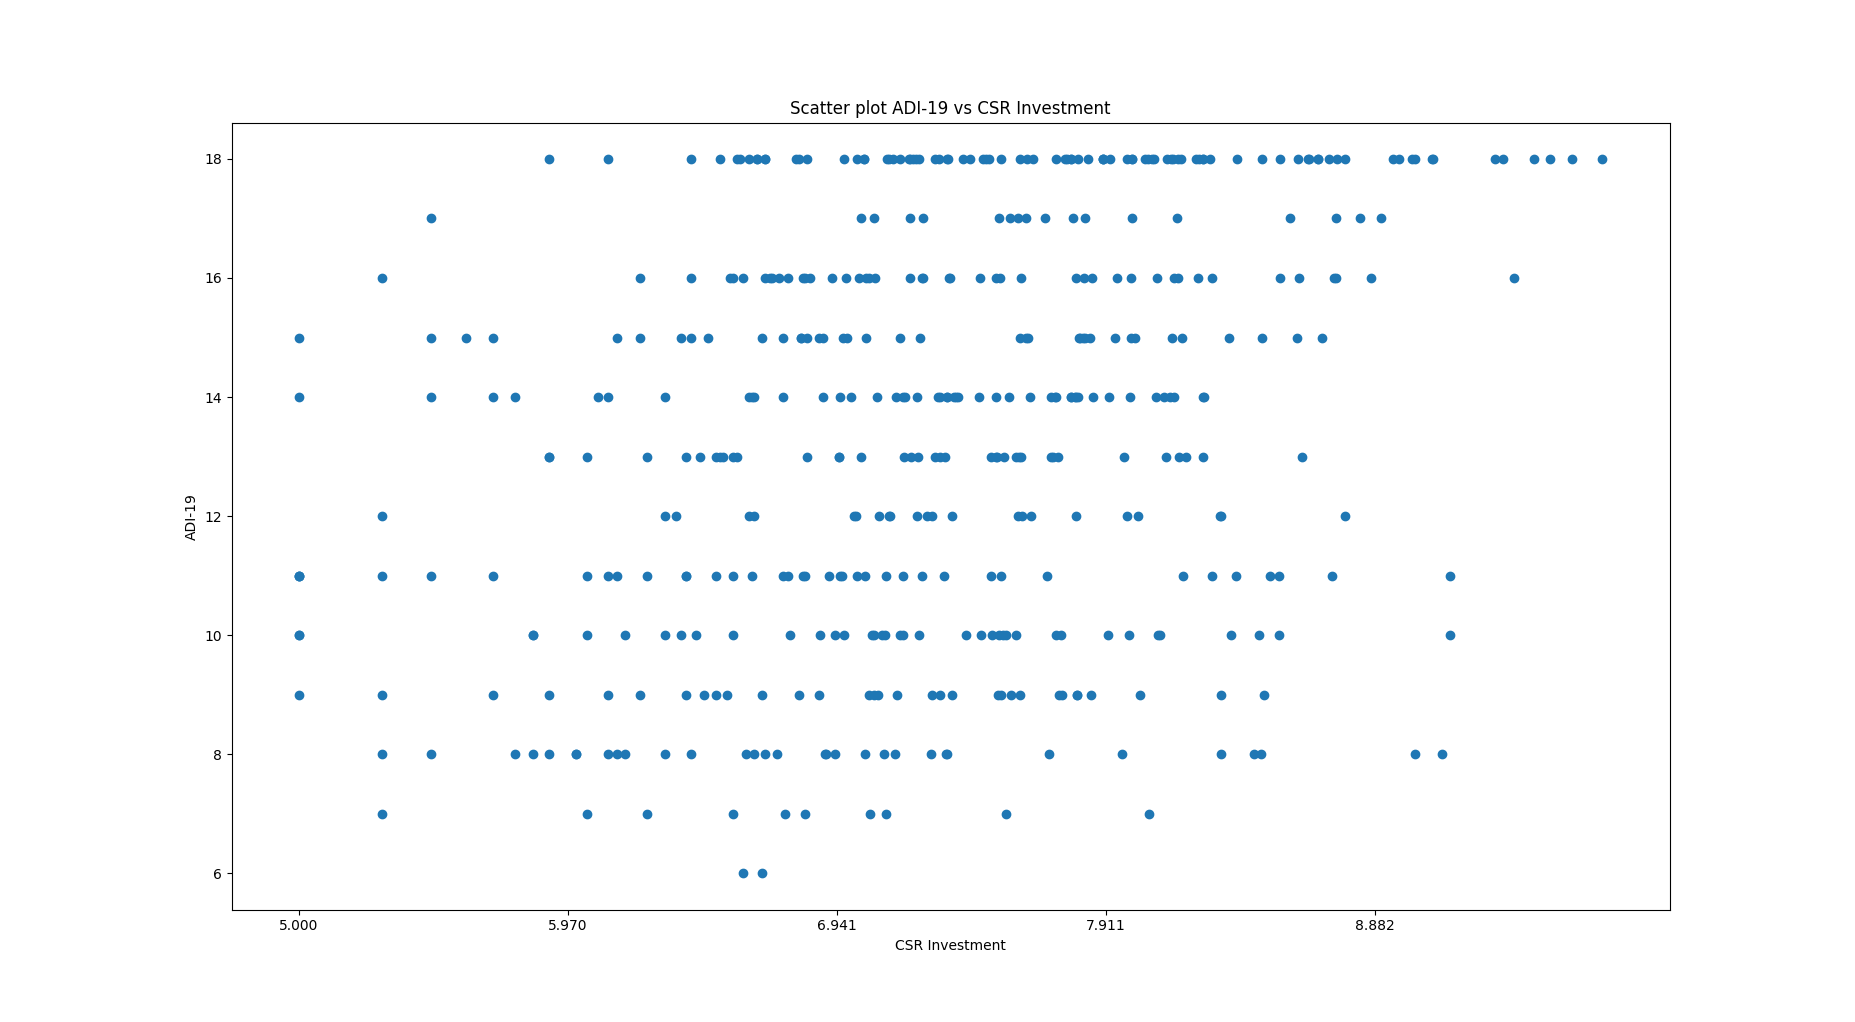 Scatter plot ADI-19 vs CSR Investment
18
16
14
12
10
8
6
ADI-19
5.000 5.970 6.941 7.911 8.882
CSR Investment